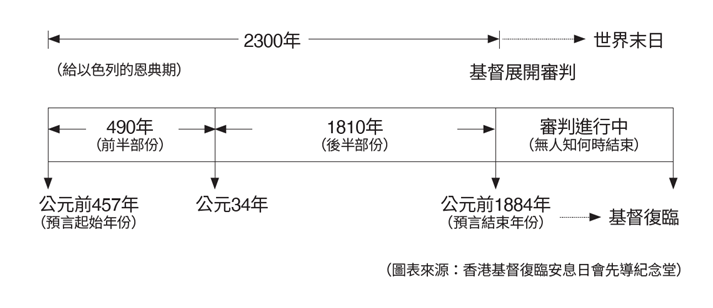 2300年
世界末日
（給以色列的恩典期）
基督展開審判
490年
（前半部份）
1810年
（後半部份）
審判進行中
（無人知何時結束）
公元前457年
（預言起始年份）
公元34年
公元前1884年
（預言結束年份）
基督復臨
（圖表來源：香港基督復臨安息日會先導紀念堂）